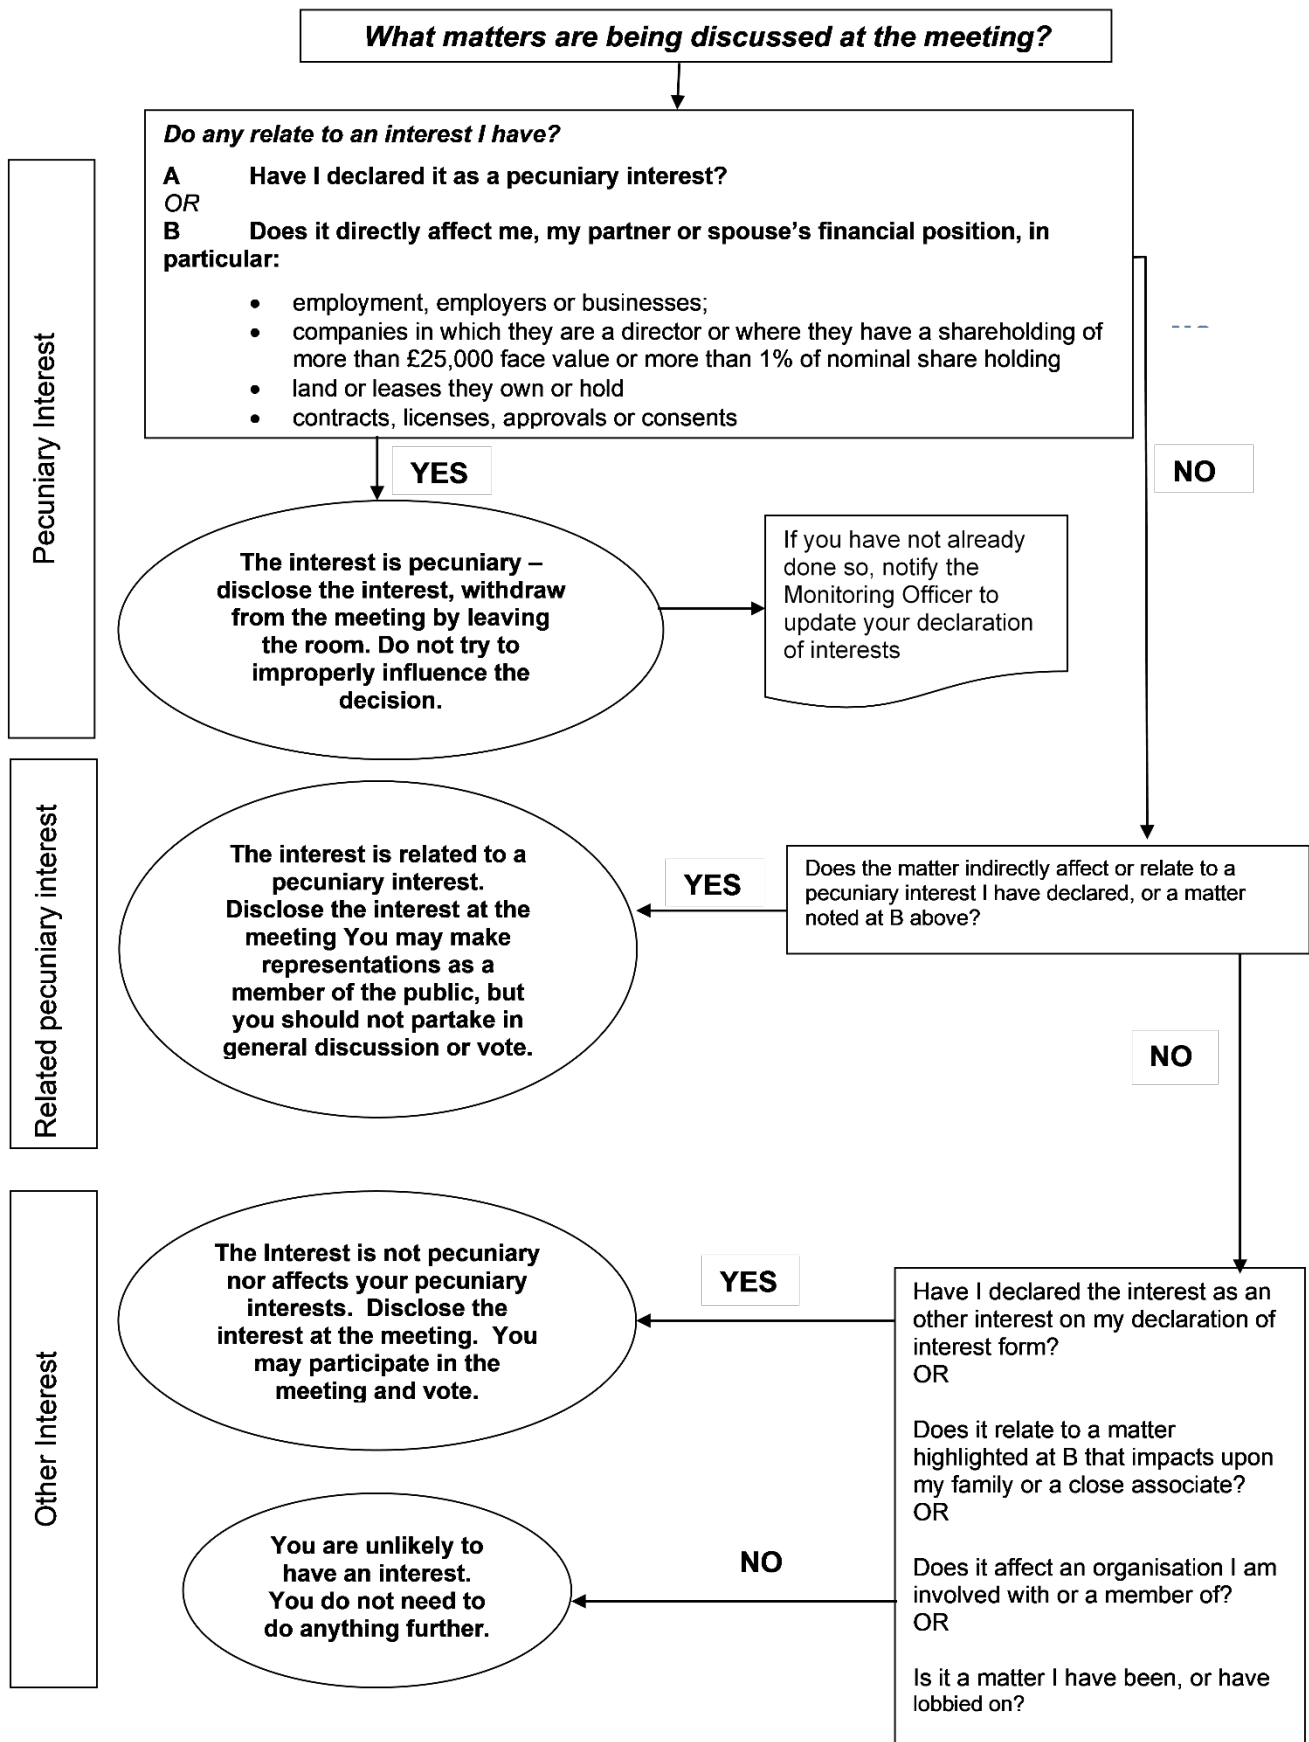 What matters are being discussed at the meeting?
Do any relate to an interest I have?
A Have I declared it as a pecuniary interest?
OR
B Does it directly affect me, my partner or spouse's financial position, in
particular:
• employment, employers or businesses;
• companies in which they are a director or where they have a shareholding of
more than £25,000 face value or more than 1% of nominal share holding
• land or leases they own or hold
• contracts, licenses, approvals or consents
Pecuniary Interest
YES
NO
The interest is pecuniary –
disclose the interest, withdraw
from the meeting by leaving
the room. Do not try to
improperly influence the
decision.
If you have not already
done so, notify the
Monitoring Officer to
update your declaration
of interests
Related pecuniary interest
The interest is related to a
pecuniary interest.
Disclose the interest at the
meeting You may make
representations as a
member of the public, but
you should not partake in
general discussion or vote.
YES
Does the matter indirectly affect or relate to a
pecuniary interest I have declared, or a matter
noted at B above?
NO
Other Interest
The Interest is not pecuniary
nor affects your pecuniary
interests. Disclose the
interest at the meeting. You
may participate in the
meeting and vote.
YES
Have I declared the interest as an
other interest on my declaration of
interest form?
OR
Does it relate to a matter
highlighted at B that impacts upon
my family or a close associate?
OR
Does it affect an organisation I am
involved with or a member of?
OR
Is it a matter I have been, or have
lobbied on?
NO
You are unlikely to
have an interest.
You do not need to
do anything further.